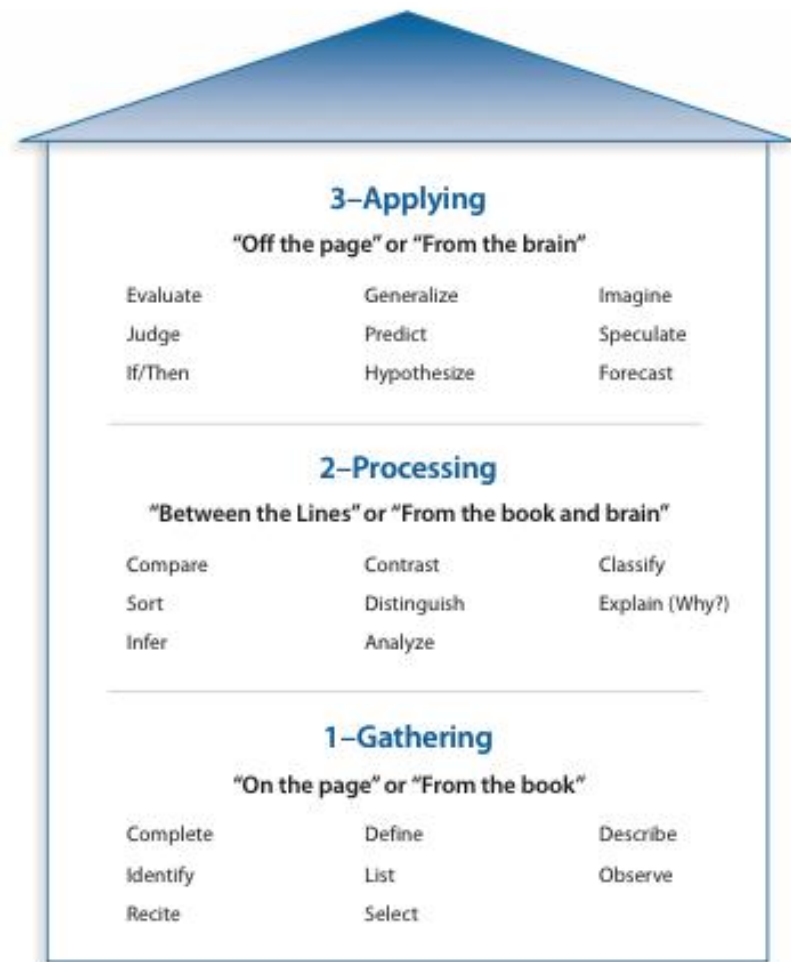 3–Applying
“Off the page” or “From the brain”
Evaluate Generalize Imagine
Judge Predict Speculate
If/Then Hypothesize Forecast
2–Processing
“Between the Lines” or “From the book and brain”
Compare Contrast Classify
Sort Distinguish Explain (Why?)
Infer Analyze
1–Gathering
“On the page” or “From the book”
Complete Define Describe
Identify List Observe
Recite Select